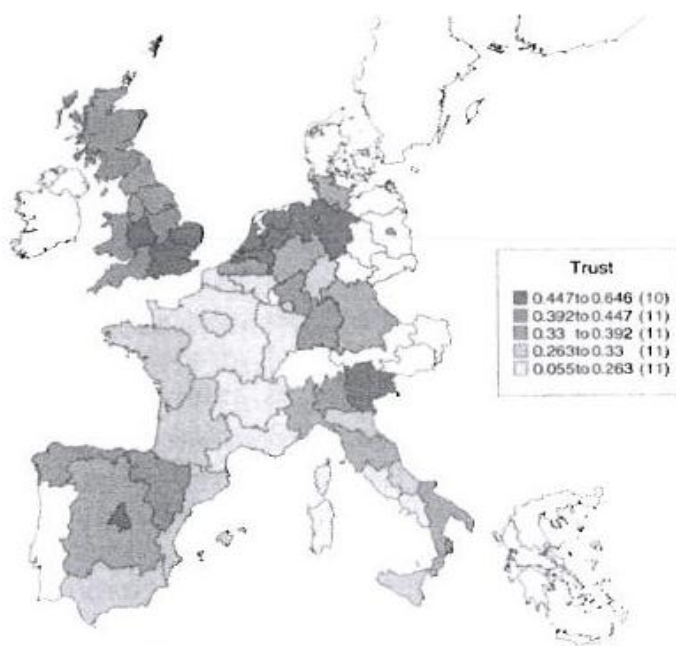 Trust
0.447to 0.646 (10)
0.392to 0.447 (11)
0.33 to 0.392 (11)
0.263to 0.33 (11)
0.055to 0.263 (11)